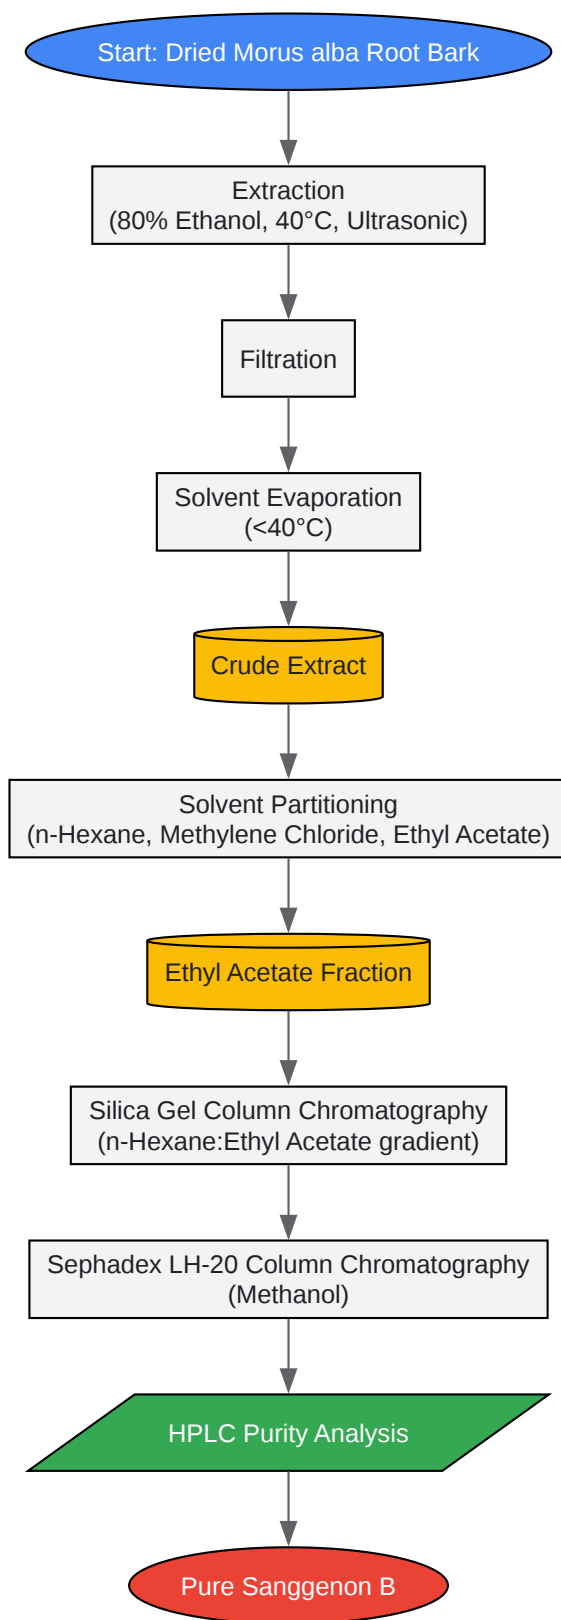 Start: Dried Morus alba Root Bark
Extraction
(80% Ethanol, 40°C, Ultrasonic)
Filtration
Solvent Evaporation
(<40°C)
Crude Extract
Solvent Partitioning
(n-Hexane, Methylene Chloride, Ethyl Acetate)
Ethyl Acetate Fraction
Silica Gel Column Chromatography
(n-Hexane:Ethyl Acetate gradient)
Sephadex LH-20 Column Chromatography
(Methanol)
HPLC Purity Analysis
Pure Sanggenon B